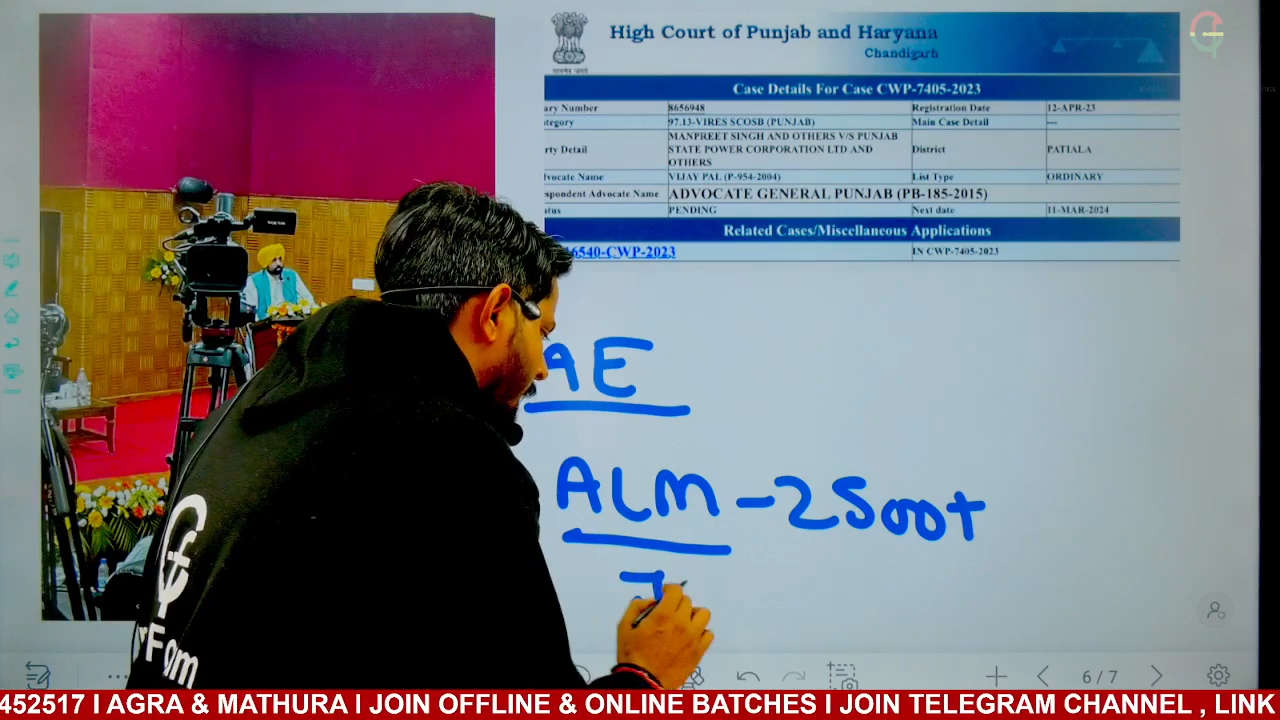 High Court of Punjab and Haryana
Chandigarh
Case Details For Case CWP-7405-2023
ary Number 8656948 Registration Date 12-APR-23
tegory 97.13-VIRES SCOSB (PUNJAB) Main Case Detail ---
rty Detail MANPREET SINGH AND OTHERS V/S PUNJAB STATE POWER CORPORATION LTD AND OTHERS District PATIALA
lvocate Name VIJAY PAL (P-954-2004) List Type ORDINARY
spondent Advocate Name ADVOCATE GENERAL PUNJAB (PB-185-2015)
atus PENDING Next date 11-MAR-2024
Related Cases/Miscellaneous Applications
6540-CWP-2023 IN CWP-7405-2023
AE
ALM - 2500+
6/7
452517 I AGRA & MATHURA I JOIN OFFLINE & ONLINE BATCHES I JOIN TELEGRAM CHANNEL , LINK